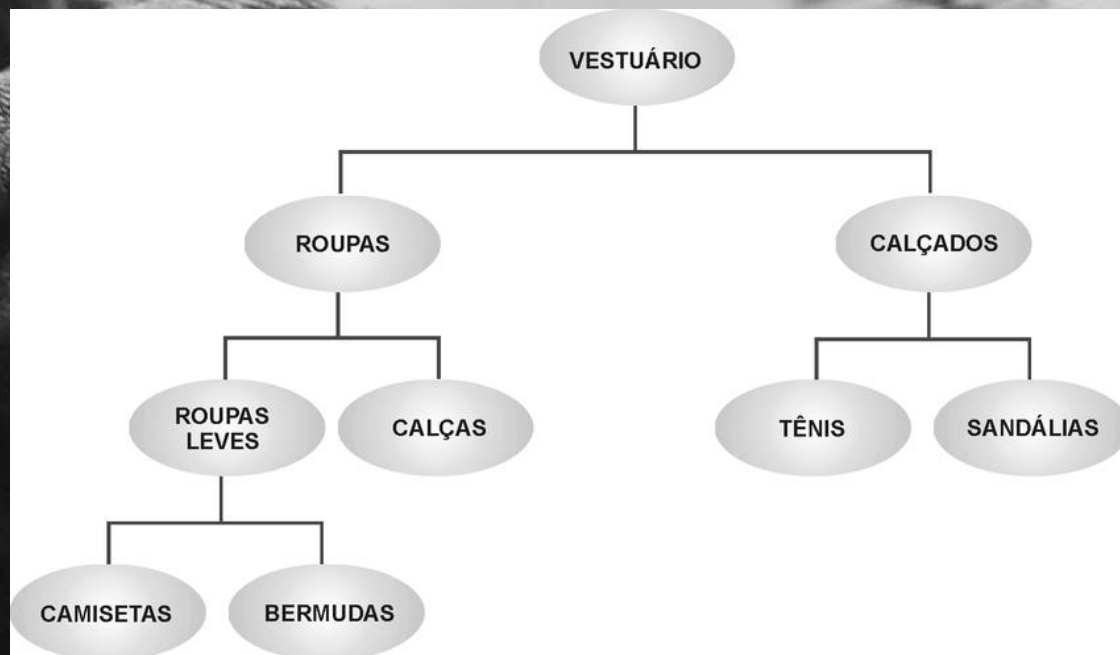 VESTUÁRIO
ROUPAS
CALÇADOS
ROUPAS
LEVES
CALÇAS
TÊNIS
SANDÁLIAS
CAMISETAS
BERMUDAS